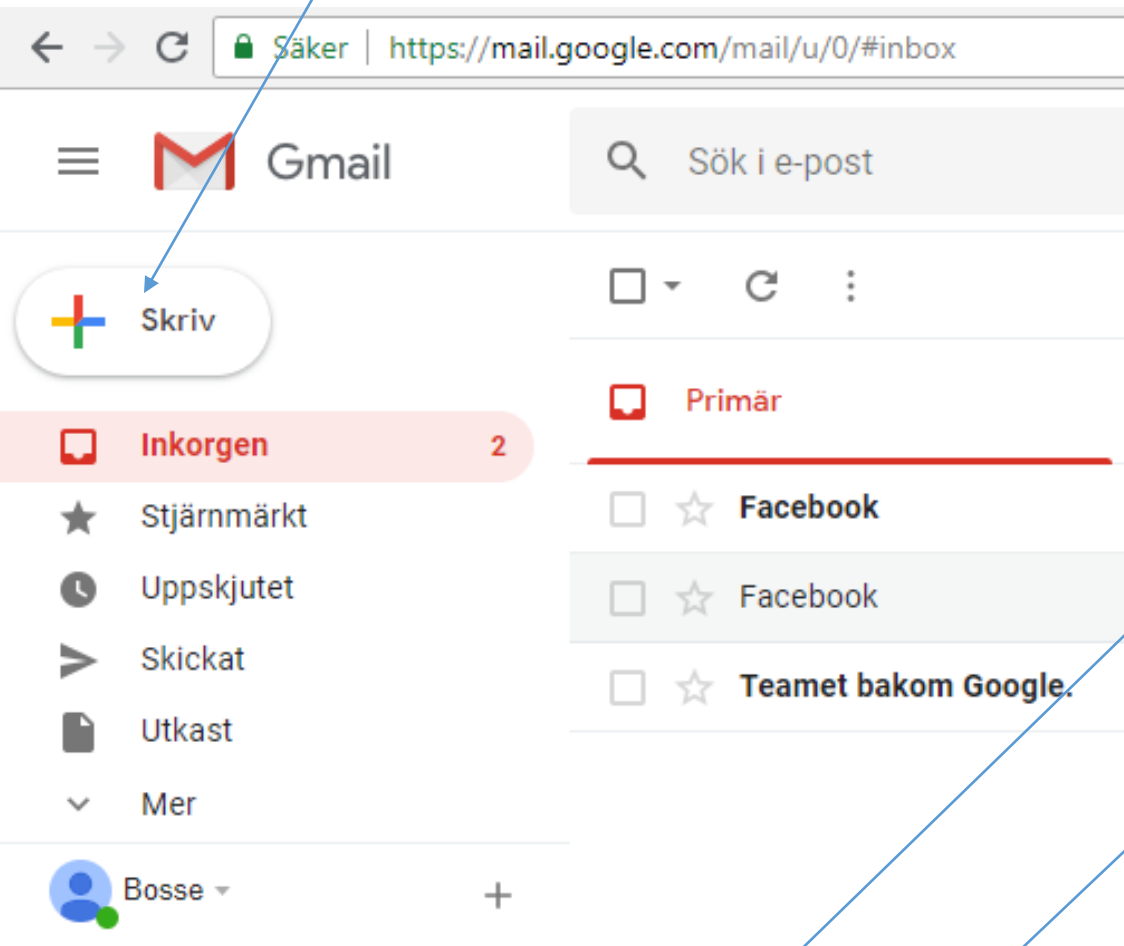 Säker | https://mail.google.com/mail/u/0/#inbox
Gmail
Sök i e-post
Skriv
Primär
Inkorgen 2
Facebook
Stjärnmärkt
Uppskjutet
Facebook
Skickat
Teamet bakom Google.
Utkast
Mer
Bosse